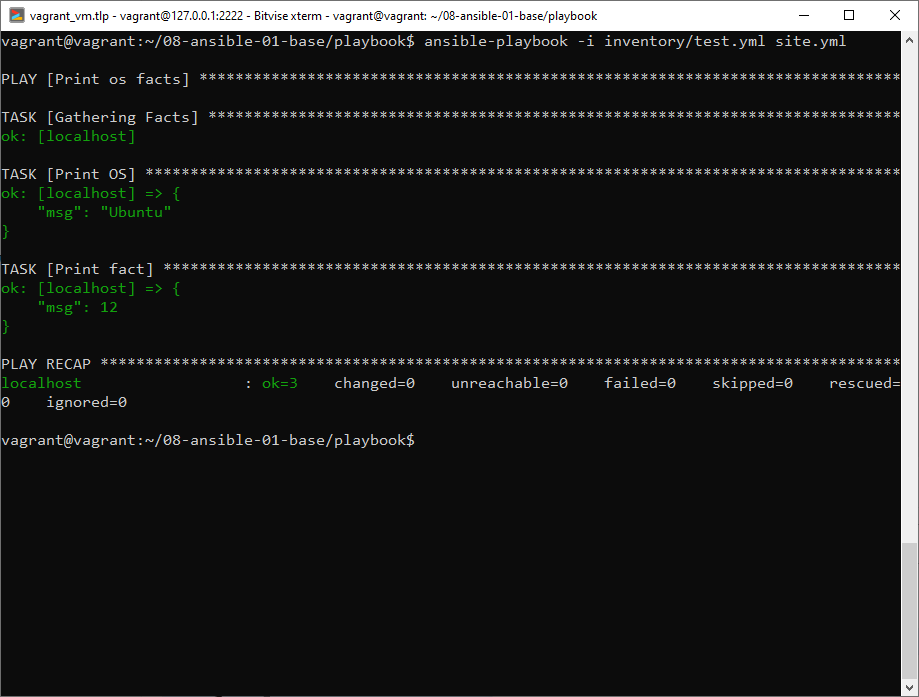 vagrant_vm.tlp - vagrant@127.0.0.1:2222 - Bitvise xterm - vagrant@vagrant: ~/08-ansible-01-base/playbook
vagrant@vagrant:~/08-ansible-01-base/playbook$ ansible-playbook -i inventory/test.yml site.yml
PLAY [Print os facts] ******************************************************************************
TASK [Gathering Facts] *****************************************************************************
ok: [localhost]
TASK [Print OS] ************************************************************************************
ok: [localhost] => {
    "msg": "Ubuntu"
}
TASK [Print fact] **********************************************************************************
ok: [localhost] => {
    "msg": 12
}
PLAY RECAP *****************************************************************************************
localhost                  : ok=3    changed=0    unreachable=0    failed=0    skipped=0    rescued=
0    ignored=0
vagrant@vagrant:~/08-ansible-01-base/playbook$